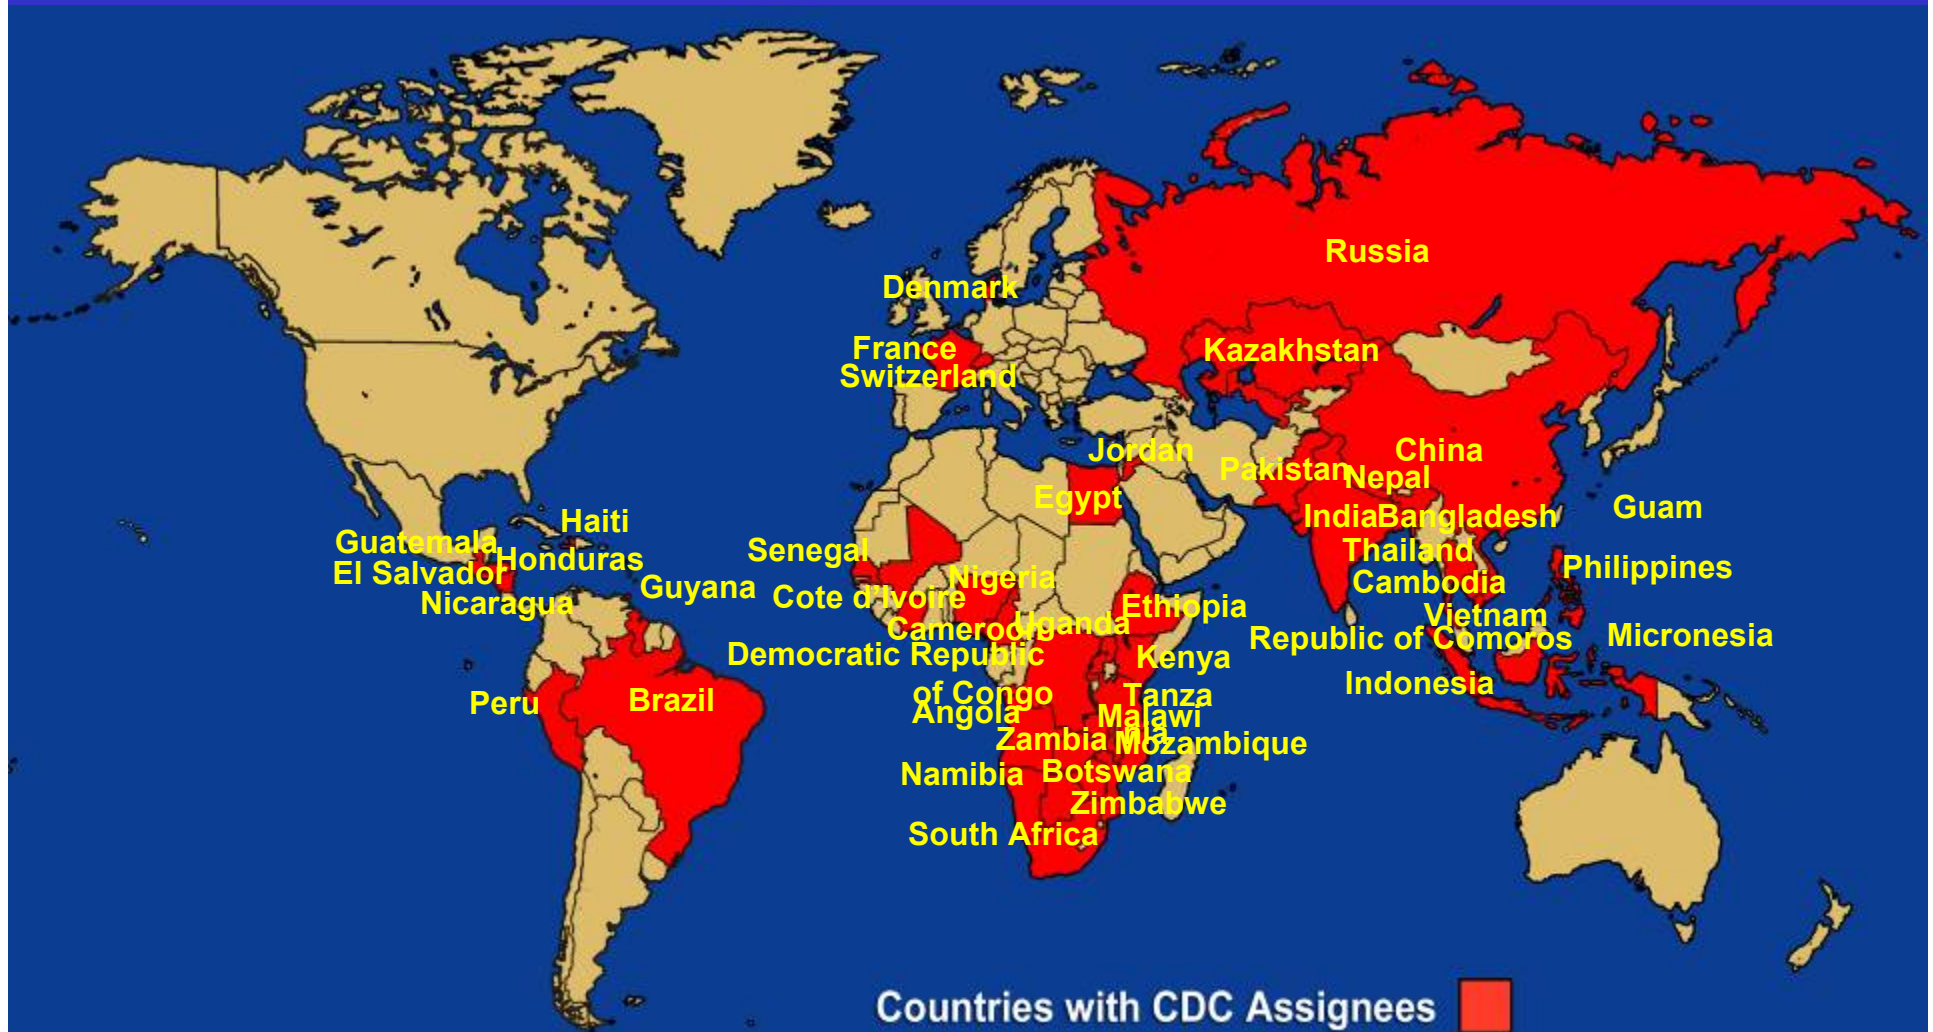 Russia
Denmark
France
Switzerland
Kazakhstan
Jordan
China
Pakistan
Nepal
Egypt
Guam
Haiti
India
Bangladesh
Guatemala
Honduras
Senegal
Thailand
El Salvador
Philippines
Nicaragua
Guyana
Cote d’Ivoire
Nigeria
Cambodia
Ethiopia
Vietnam
Cameroon
Uganda
Republic of Comoros
Micronesia
Democratic Republic
of Congo
Kenya
Indonesia
Peru
Brazil
Angola
Tanza
nia
Malawi
Zambia
Mozambique
Namibia
Botswana
Zimbabwe
South Africa
Countries with CDC Assignees